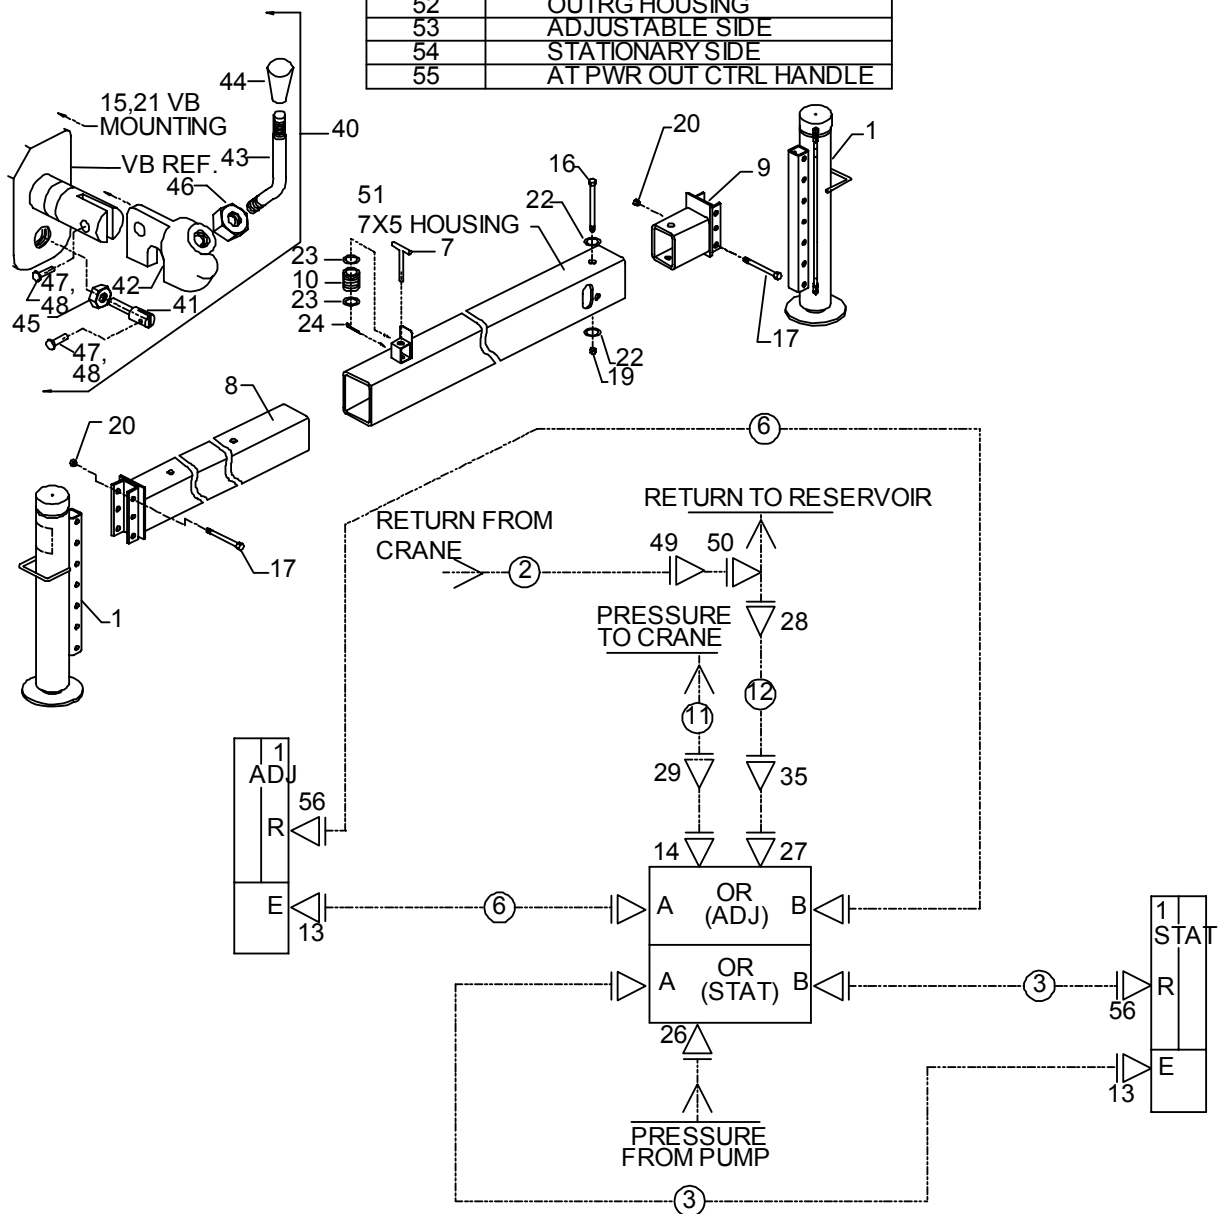 52 OUTRG HOUSING
53 ADJUSTABLE SIDE
54 STATIONARY SIDE
55 AT PWR OUT CTRL HANDLE
44
15,21 VB
MOUNTING
40
VB REF.
43
46
47,
48
42
41
45
47,
48
51
7X5 HOUSING
7
23
10
23
24
16
22
22
19
20
9
1
17
8
20
17
1
6
RETURN TO RESERVOIR
RETURN FROM
CRANE
2
49
50
28
PRESSURE
TO CRANE
11
12
29
35
14
27
1
ADJ
56
R
E
13
6
A
OR
(ADJ)
B
A
OR
(STAT)
B
3
1
STAT
R
56
E
13
26
PRESSURE
FROM PUMP
3